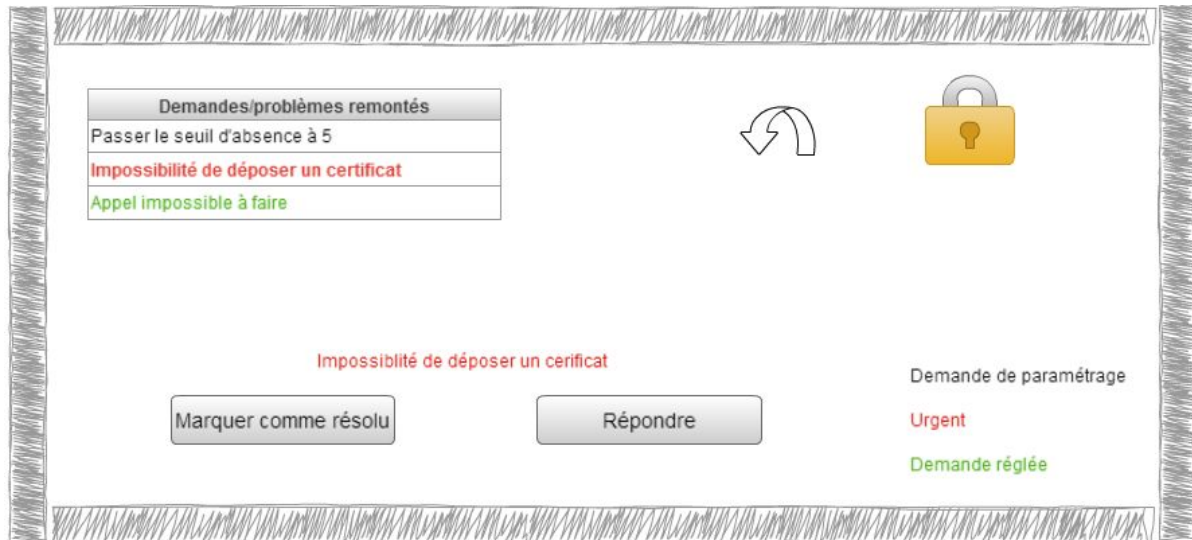 Demandes/problèmes remontés
Passer le seuil d'absence à 5
Impossibilité de déposer un certificat
Appel impossible à faire
Impossiblité de déposer un cerificat
Marquer comme résolu
Répondre
Demande de paramétrage
Urgent
Demande réglée